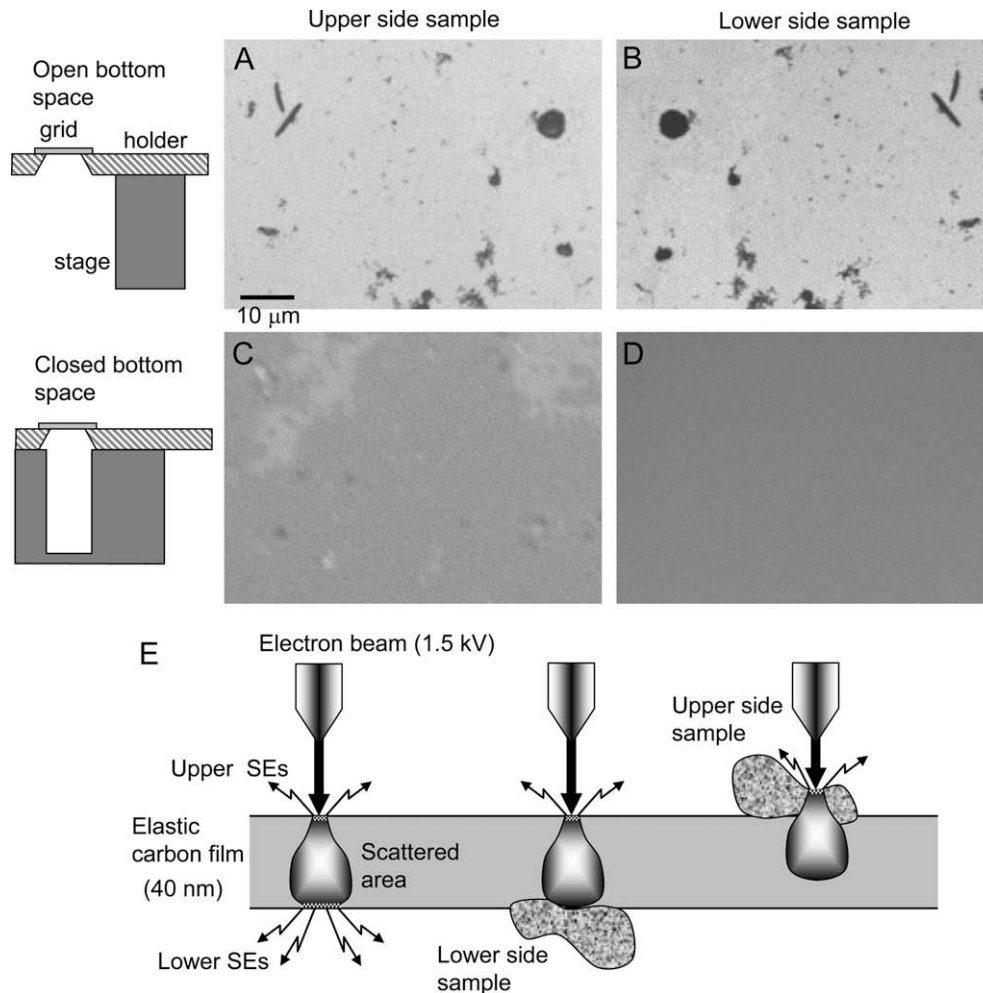 Upper side sample
Lower side sample
Open bottom
space
grid
holder
stage
A
B
10 μm
Closed bottom
space
C
D
E
Electron beam (1.5 kV)
Upper side
sample
Upper SEs
Elastic
carbon film
(40 nm)
Scattered
area
Lower SEs
Lower side
sample